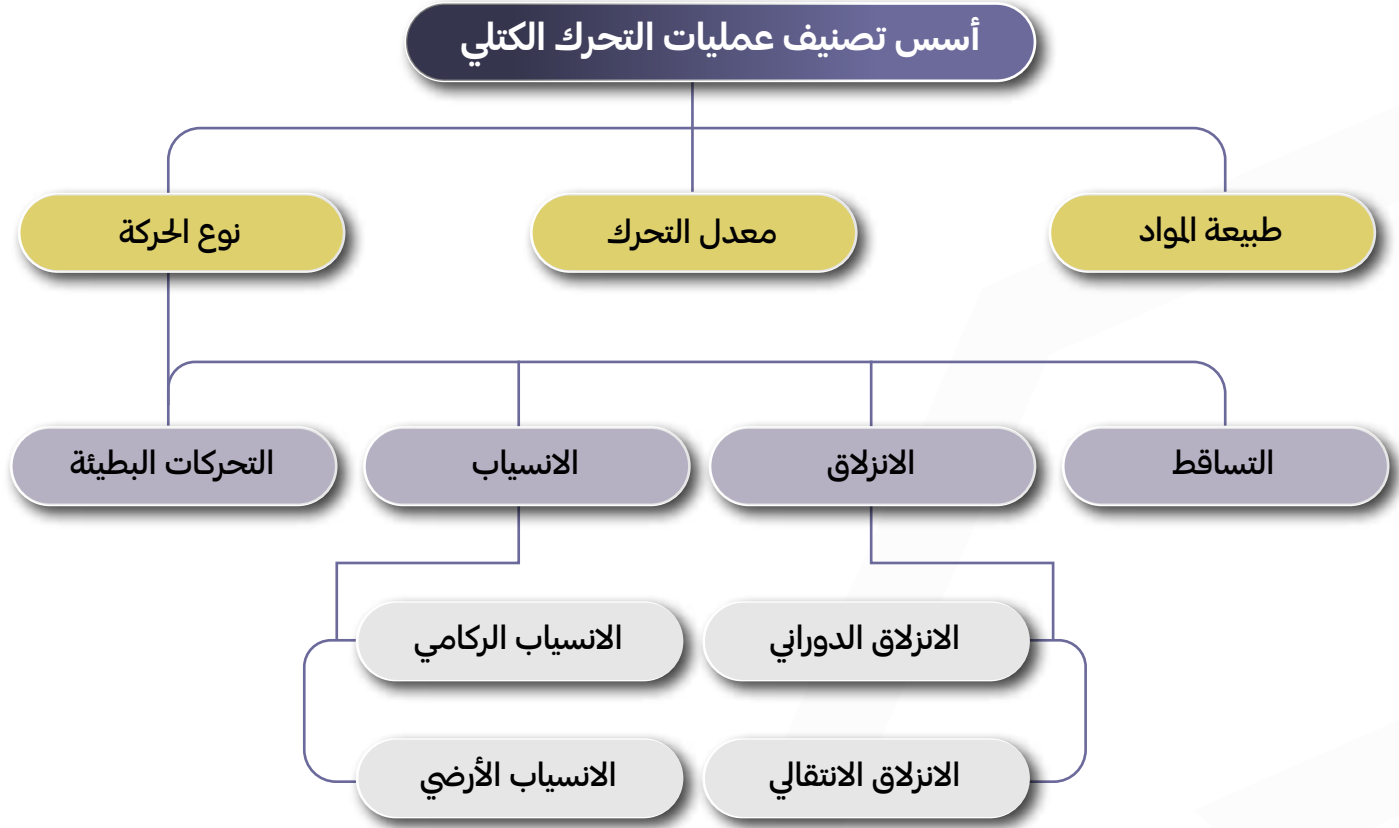 أسس تصنيف عمليات التحرك الكتلي
طبيعة المواد
معدل التحرك
نوع الحركة
التساقط
الانزلاق
الانسياب
التحركات البطيئة
الانزلاق الدوراني
الانسياب الركامي
الانزلاق الانتقالي
الانسياب الأرضي